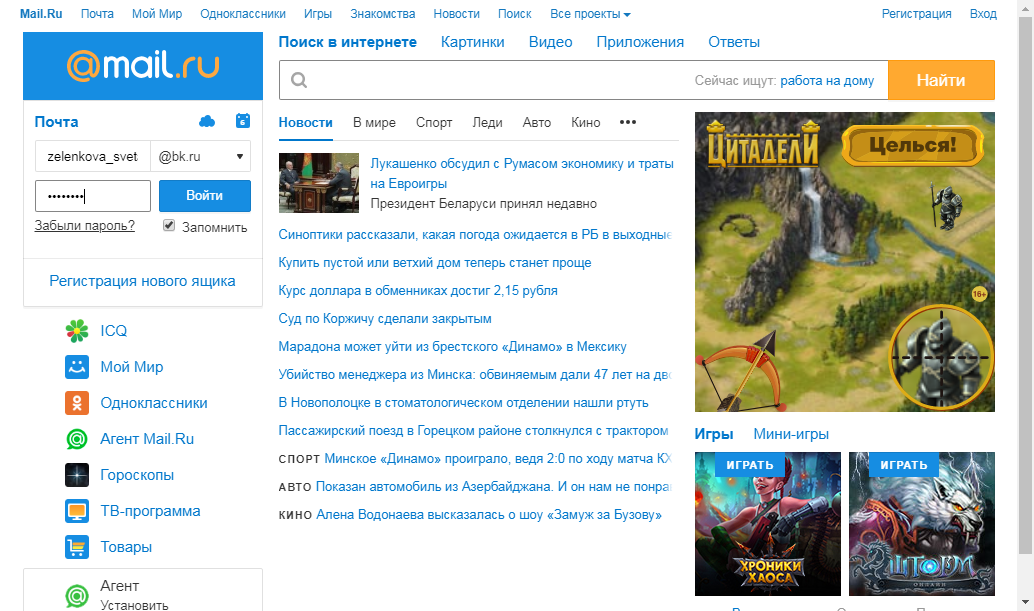 Mail.Ru Почта Мой Мир Одноклассники Игры Знакомства Новости Поиск Все проекты Регистрация Вход
@mail.ru
Почта
6
zelenkova_svet @bk.ru
•••••••• Войти
Забыли пароль? Запомнить
Регистрация нового ящика
ICQ
Мой Мир
Одноклассники
Агент Mail.Ru
Гороскопы
ТВ-программа
Товары
Агент
Установить
Поиск в интернете Картинки Видео Приложения Ответы
Сейчас ищут: работа на дому Найти
Новости В мире Спорт Леди Авто Кино •••
Лукашенко обсудил с Румасом экономику и траты
на Евроигры
Президент Беларуси принял недавно
Синоптики рассказали, какая погода ожидается в РБ в выходные
Купить пустой или ветхий дом теперь станет проще
Курс доллара в обменниках достиг 2,15 рубля
Суд по Коржичу сделали закрытым
Марадона может уйти из брестского «Динамо» в Мексику
Убийство менеджера из Минска: обвиняемым дали 47 лет на
В Новополоцке в стоматологическом отделении нашли ртуть
Пассажирский поезд в Горецком районе столкнулся с трактором
СПОРТ Минское «Динамо» проиграло, ведя 2:0 по ходу матча
АВТО Показан автомобиль из Азербайджана. И он нам не
КИНО Алена Водонаева высказалась о шоу «Замуж за Бузову»
ЦИТАДЕЛИ Целься!
16+
Игры Мини-игры
ИГРАТЬ ИГРАТЬ
ХРОНИКИ
ХАОСА
ШТОРМ
ОНЛАЙН